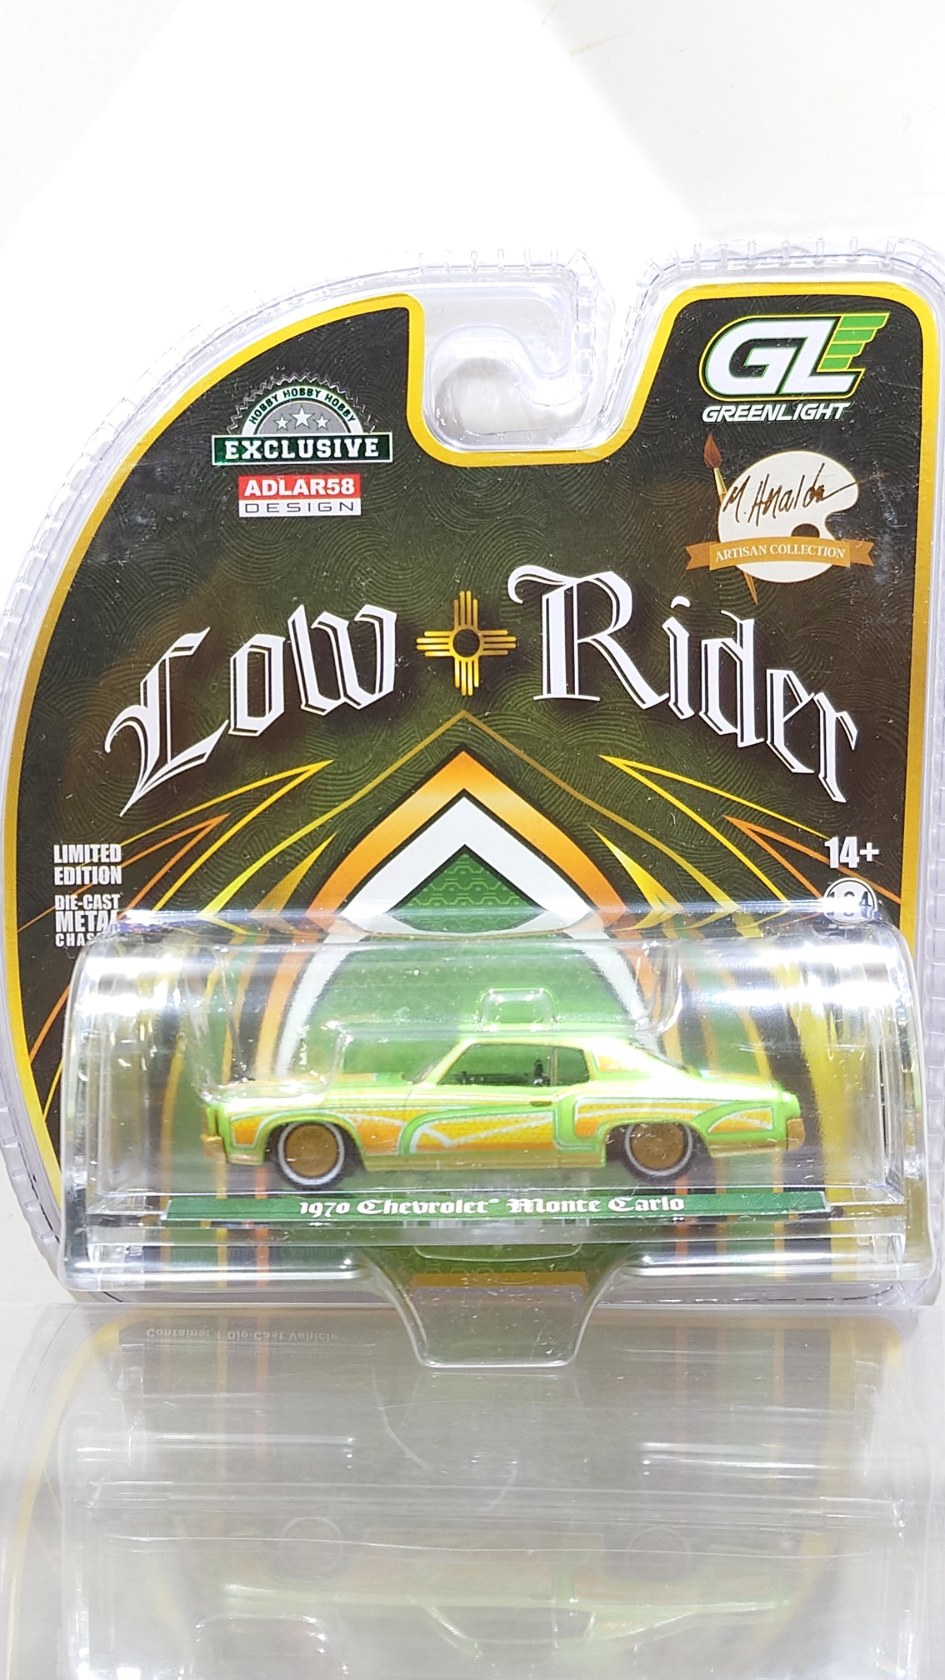 HOBBY HOBBY HOBBY
EXCLUSIVE
ADLAR58
DESIGN
GL
GREENLIGHT
M. Analda
ARTISAN COLLECTION
Low Rider
LIMITED
EDITION
DIE-CAST
METAL
14+
1970 Chevrolet® Monte Carlo